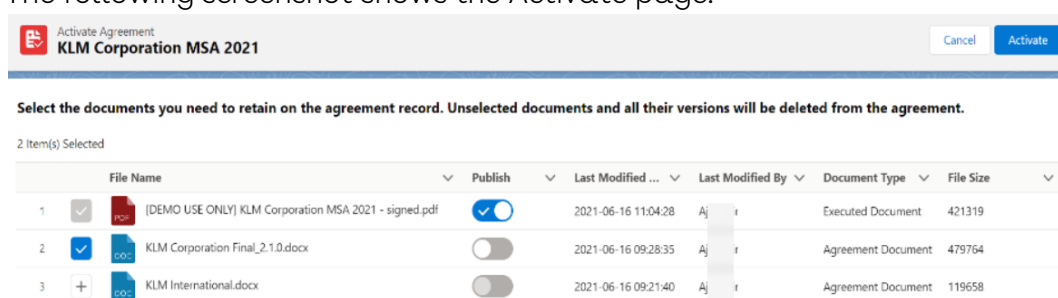 The following screenshot shows the Activate page.
Activate Agreement
KLM Corporation MSA 2021
Cancel
Activate
Select the documents you need to retain on the agreement record. Unselected documents and all their versions will be deleted from the agreement.
2 Item(s) Selected
File Name Publish Last Modified ... Last Modified By Document Type File Size
1 PDF [DEMO USE ONLY] KLM Corporation MSA 2021 - signed.pdf 2021-06-16 11:04:28 Aj r Executed Document 421319
2 DOC KLM Corporation Final_2.1.0.docx 2021-06-16 09:28:35 Aj r Agreement Document 479764
3 DOC KLM International.docx 2021-06-16 09:21:40 Aj r Agreement Document 119658